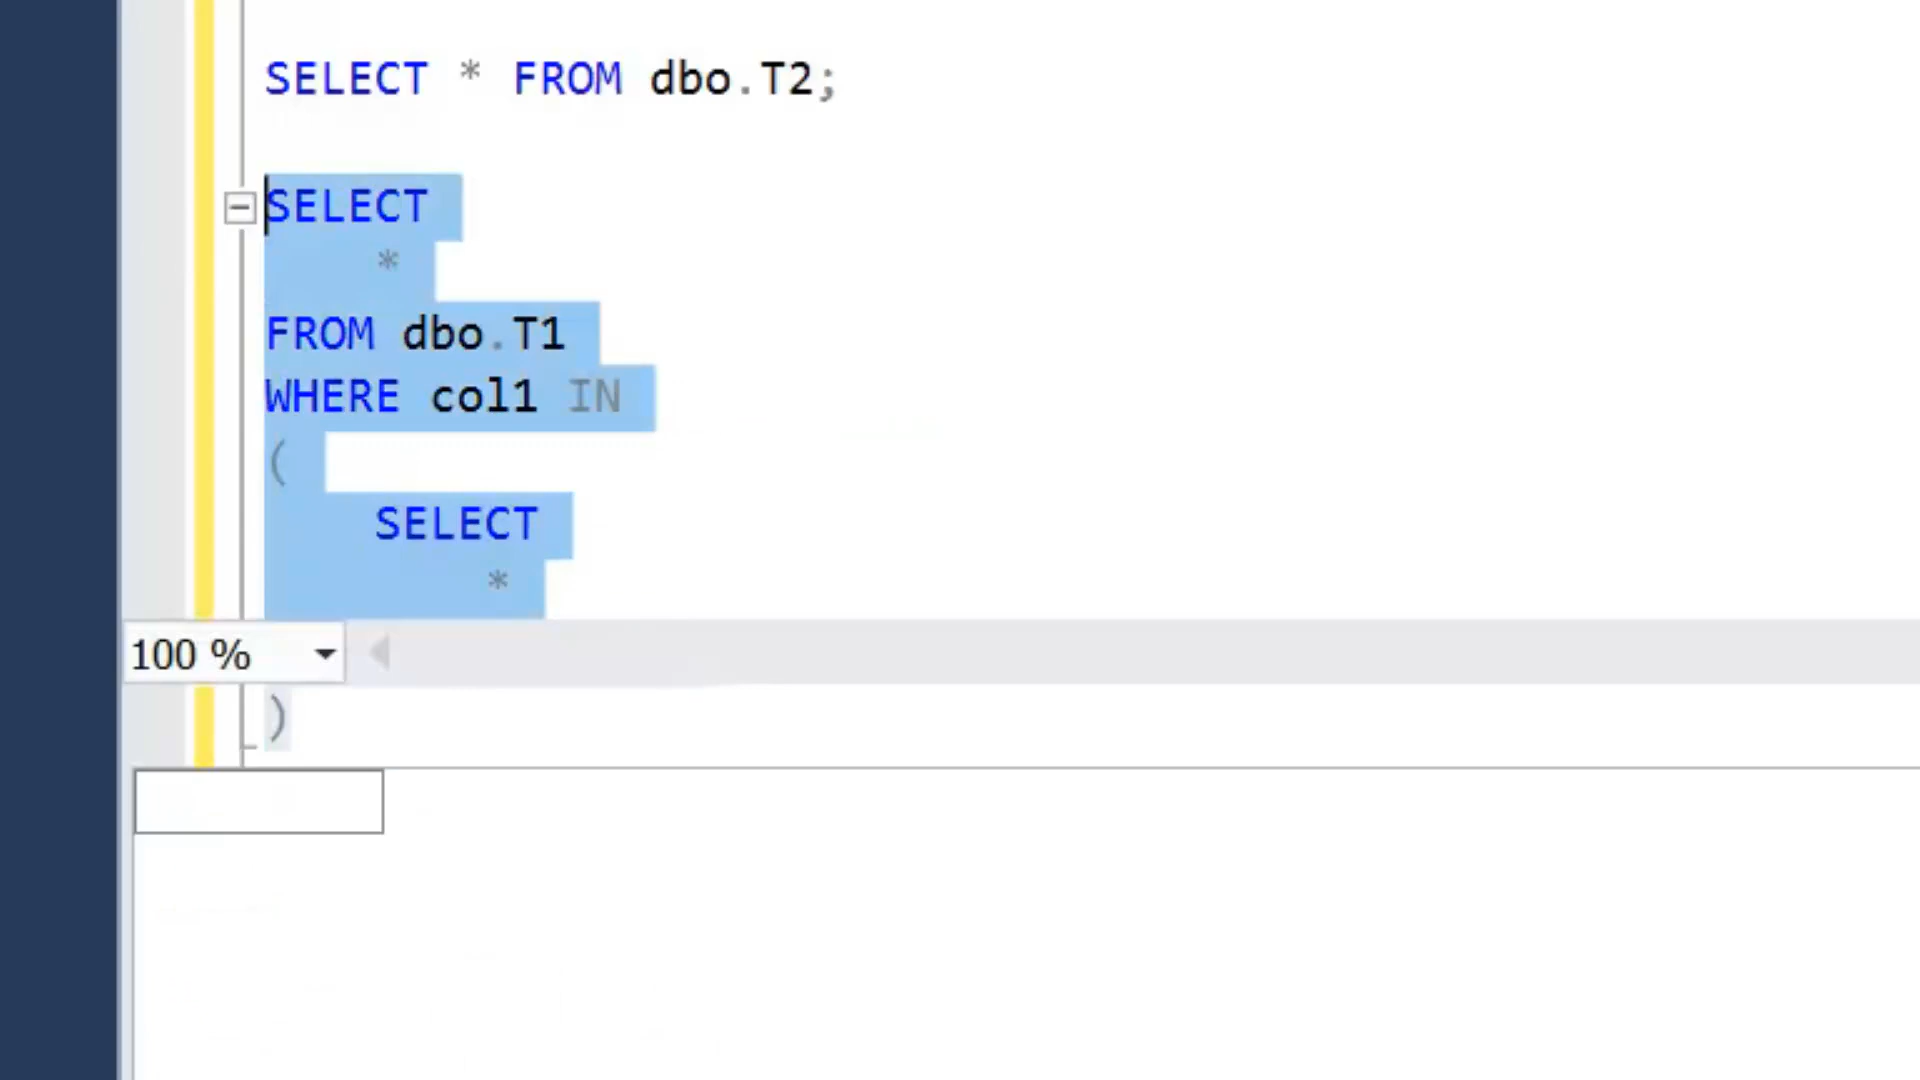 SELECT * FROM dbo.T2;
SELECT
*
FROM dbo.T1
WHERE col1 IN
(
SELECT
*
100 %
)